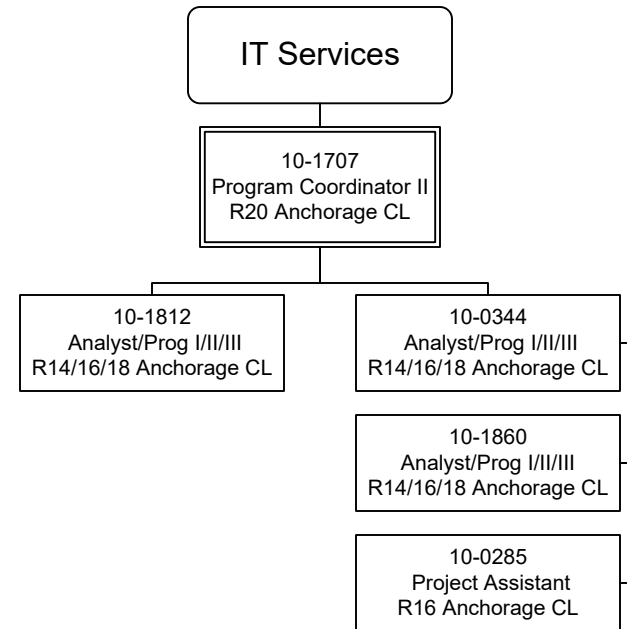 IT Services
10-1707
Program Coordinator II
R20 Anchorage CL
10-1812
Analyst/Prog I/II/III
R14/16/18 Anchorage CL
10-0344
Analyst/Prog I/II/III
R14/16/18 Anchorage CL
10-1860
Analyst/Prog I/II/III
R14/16/18 Anchorage CL
10-0285
Project Assistant
R16 Anchorage CL